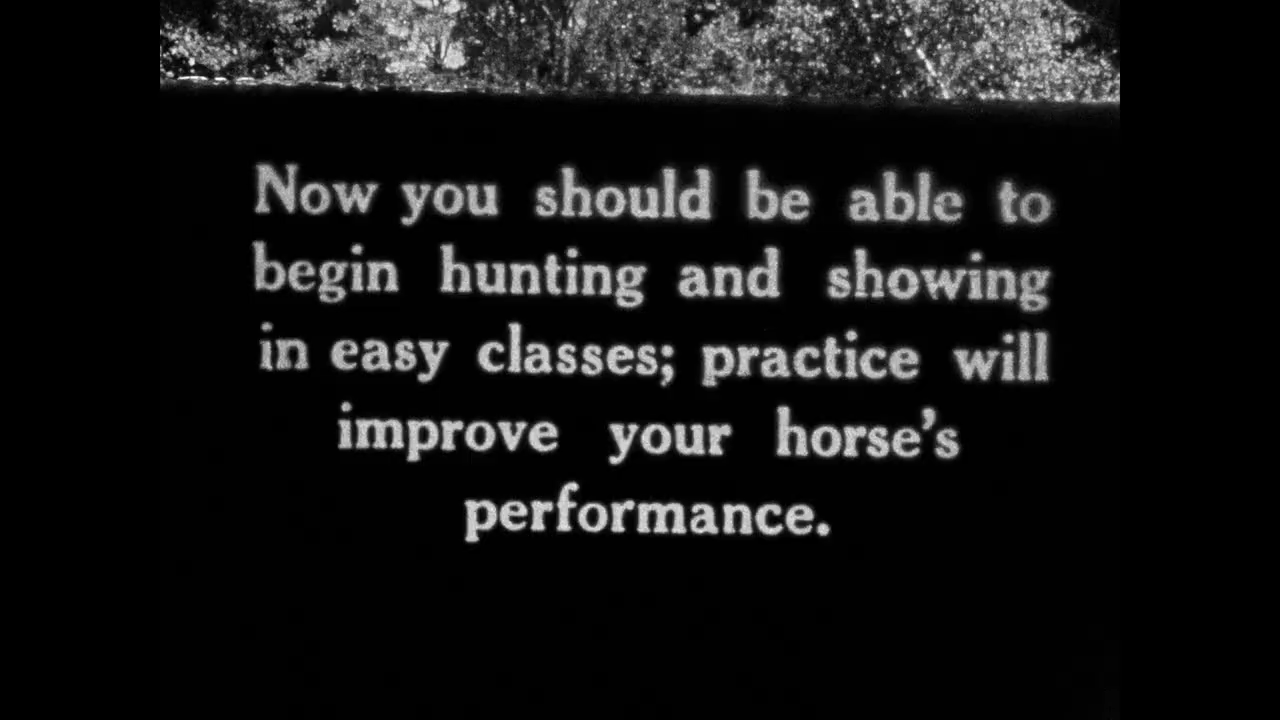 Now you should be able to
begin hunting and showing
in easy classes; practice will
improve your horse's
performance.